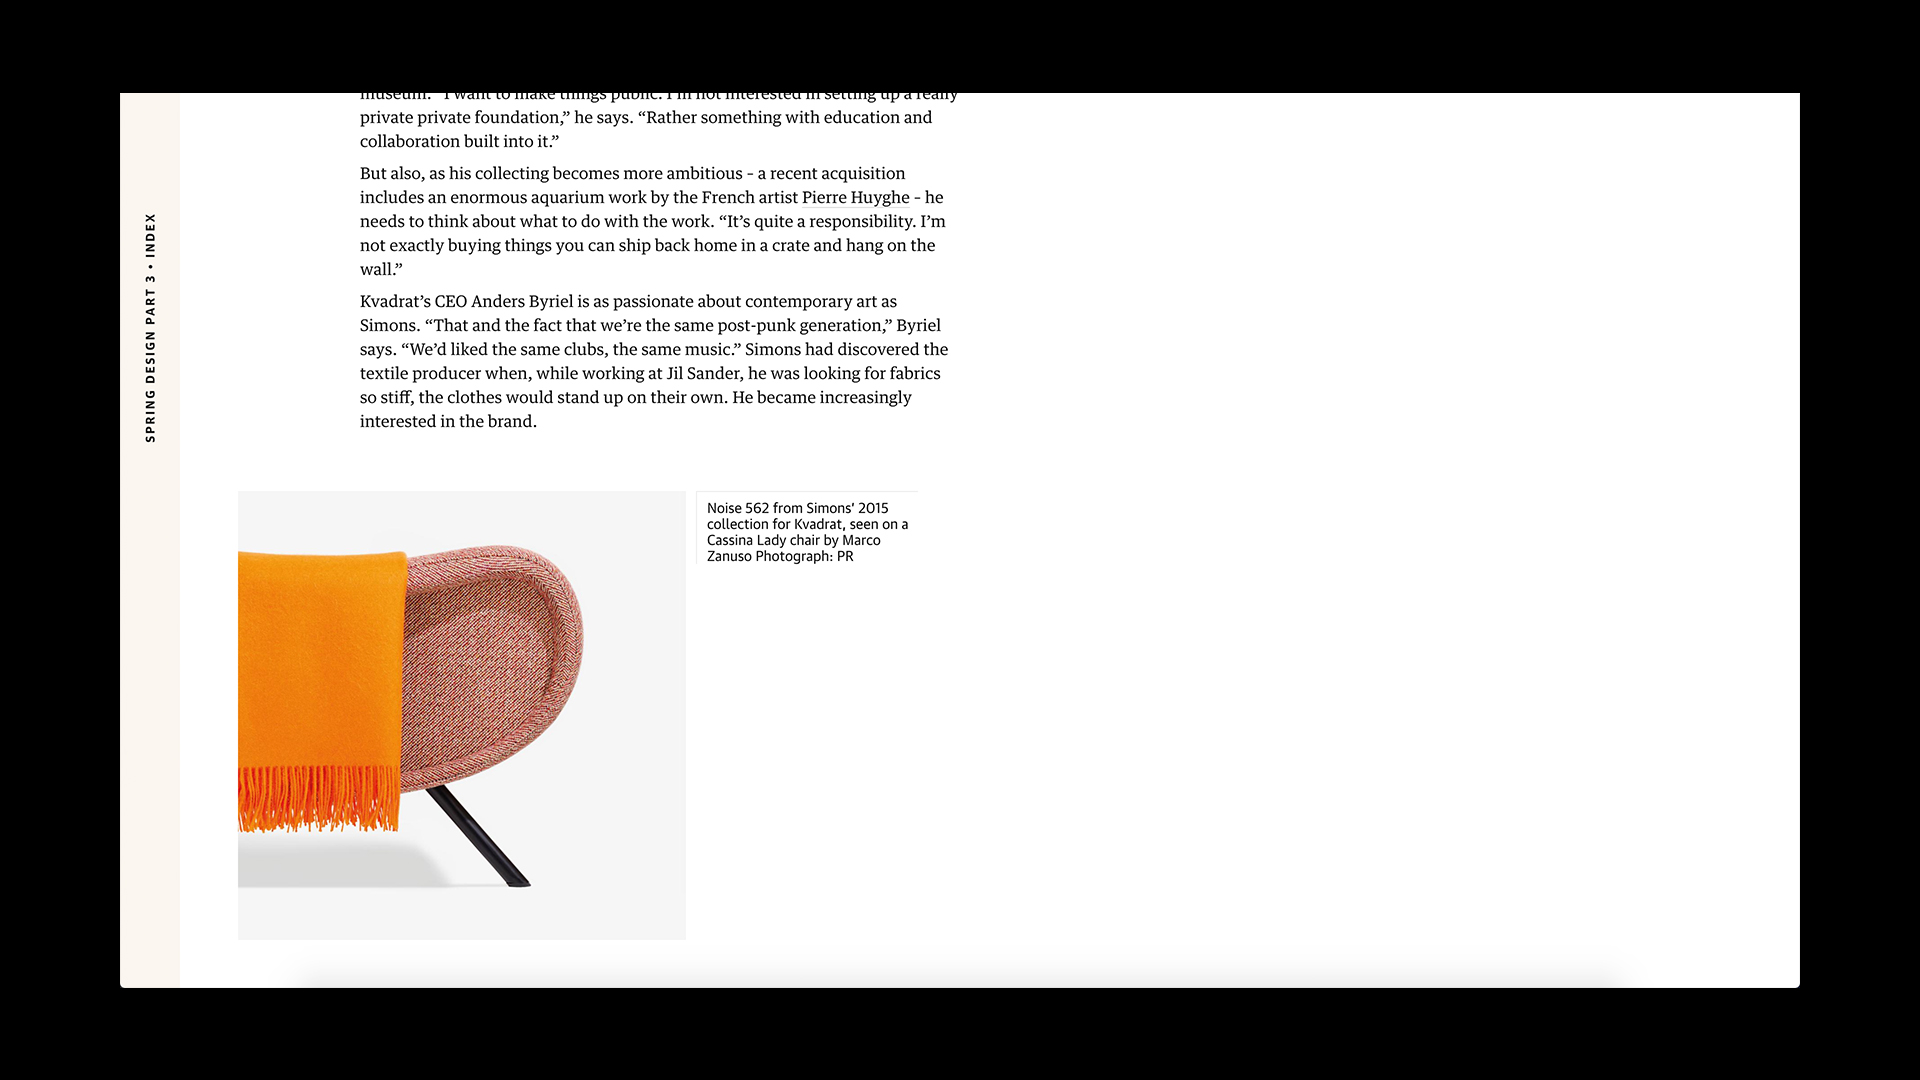 museum. “I want to make things public. I’m not interested in setting up a really
private private foundation,” he says. “Rather something with education and
collaboration built into it.”
But also, as his collecting becomes more ambitious – a recent acquisition
includes an enormous aquarium work by the French artist Pierre Huyghe – he
needs to think about what to do with the work. “It’s quite a responsibility. I’m
not exactly buying things you can ship back home in a crate and hang on the
wall.”
Kvadrat’s CEO Anders Byriel is as passionate about contemporary art as
Simons. “That and the fact that we’re the same post-punk generation,” Byriel
says. “We’d liked the same clubs, the same music.” Simons had discovered the
textile producer when, while working at Jil Sander, he was looking for fabrics
so stiff, the clothes would stand up on their own. He became increasingly
interested in the brand.
SPRING DESIGN PART 3 • INDEX
Noise 562 from Simons’ 2015
collection for Kvadrat, seen on a
Cassina Lady chair by Marco
Zanuso Photograph: PR